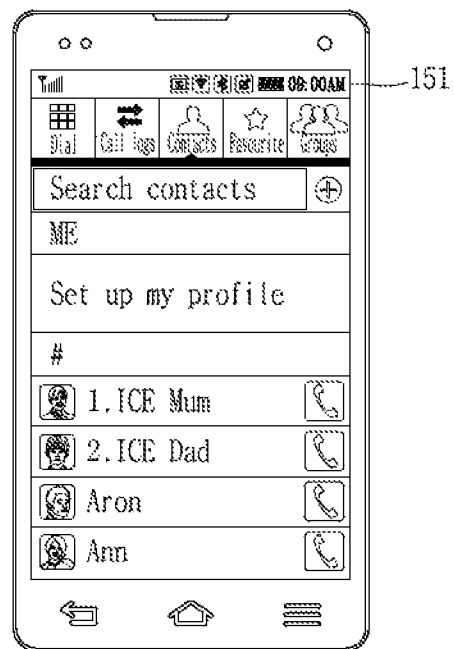 09:00AM
151
Dial Call logs Contacts Favourite Groups
Search contacts
ME
Set up my profile
#
1.ICE Mum
2.ICE Dad
Aron
Ann